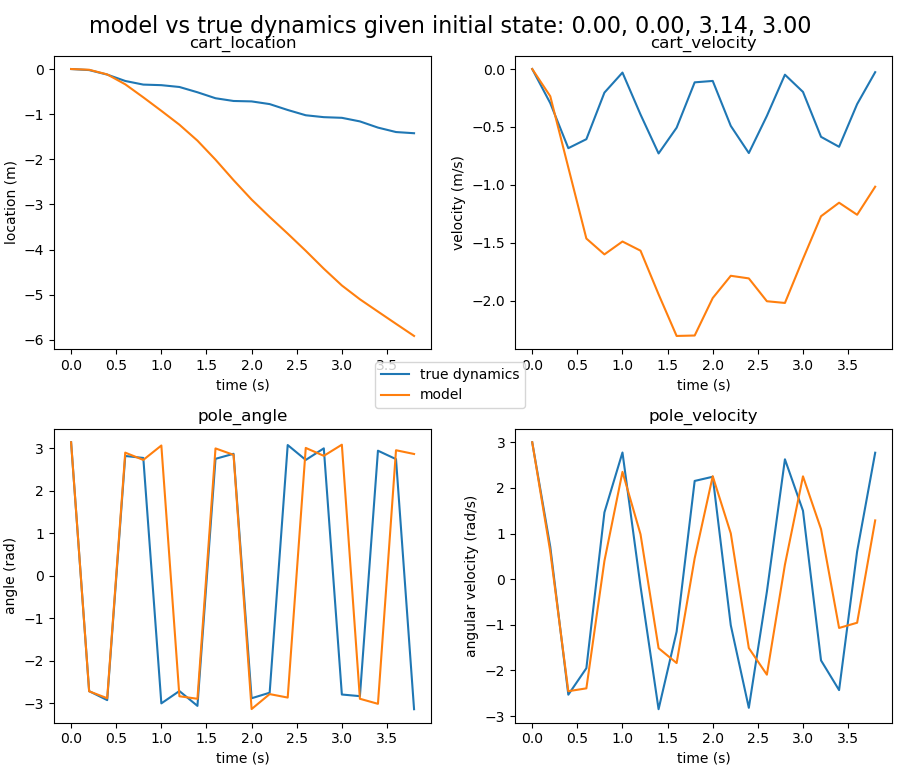 model vs true dynamics given initial state: 0.00, 0.00, 3.14, 3.00
cart_location
location (m)
0
−1
−2
−3
−4
−5
−6
0.0 0.5 1.0 1.5 2.0 2.5 3.0 3.5
time (s)
cart_velocity
velocity (m/s)
0.0
−0.5
−1.0
−1.5
−2.0
0.0 0.5 1.0 1.5 2.0 2.5 3.0 3.5
time (s)
true dynamics
model
pole_angle
angle (rad)
3
2
1
0
−1
−2
−3
0.0 0.5 1.0 1.5 2.0 2.5 3.0 3.5
time (s)
pole_velocity
angular velocity (rad/s)
3
2
1
0
−1
−2
−3
0.0 0.5 1.0 1.5 2.0 2.5 3.0 3.5
time (s)